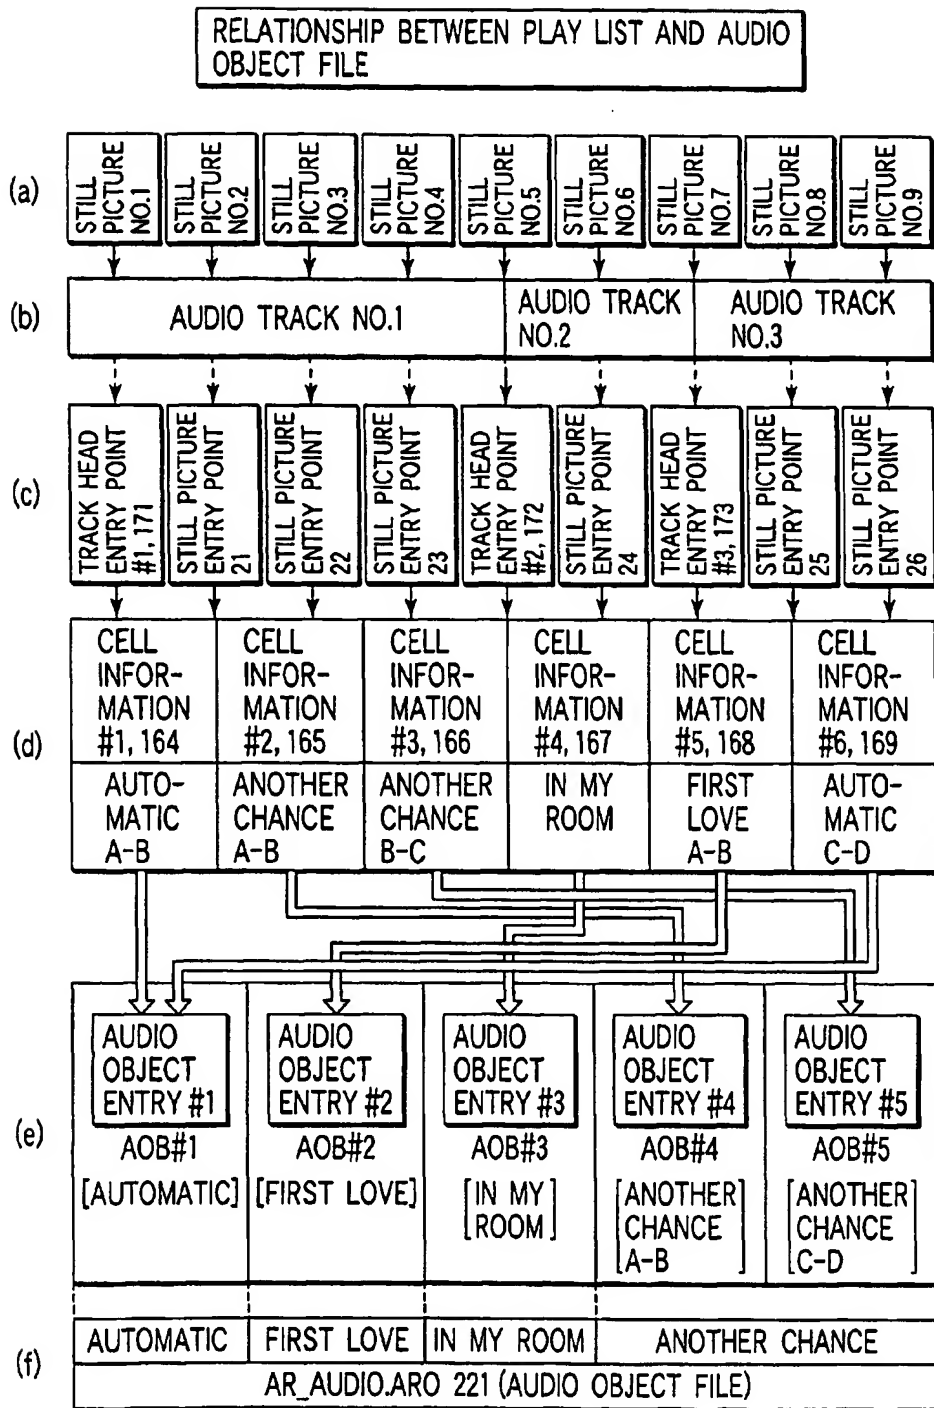 RELATIONSHIP BETWEEN PLAY LIST AND AUDIO
OBJECT FILE
(a)
STILL
PICTURE
NO.1
STILL
PICTURE
NO.2
STILL
PICTURE
NO.3
STILL
PICTURE
NO.4
STILL
PICTURE
NO.5
STILL
PICTURE
NO.6
STILL
PICTURE
NO.7
STILL
PICTURE
NO.8
STILL
PICTURE
NO.9
(b)
AUDIO TRACK NO.1
AUDIO TRACK
NO.2
AUDIO TRACK
NO.3
(c)
TRACK HEAD
ENTRY POINT
#1, 171
STILL PICTURE
ENTRY POINT
21
STILL PICTURE
ENTRY POINT
22
STILL PICTURE
ENTRY POINT
23
TRACK HEAD
ENTRY POINT
#2, 172
STILL PICTURE
ENTRY POINT
24
TRACK HEAD
ENTRY POINT
#3, 173
STILL PICTURE
ENTRY POINT
25
STILL PICTURE
ENTRY POINT
26
(d)
CELL
INFOR-
MATION
#1, 164
CELL
INFOR-
MATION
#2, 165
CELL
INFOR-
MATION
#3, 166
CELL
INFOR-
MATION
#4, 167
CELL
INFOR-
MATION
#5, 168
CELL
INFOR-
MATION
#6, 169
AUTO-
MATIC
A-B
ANOTHER
CHANCE
A-B
ANOTHER
CHANCE
B-C
IN MY
ROOM
FIRST
LOVE
A-B
AUTO-
MATIC
C-D
(e)
AUDIO
OBJECT
ENTRY #1
AOB#1
[AUTOMATIC]
AUDIO
OBJECT
ENTRY #2
AOB#2
[FIRST LOVE]
AUDIO
OBJECT
ENTRY #3
AOB#3
[IN MY
ROOM]
AUDIO
OBJECT
ENTRY #4
AOB#4
[ANOTHER
CHANCE
A-B]
AUDIO
OBJECT
ENTRY #5
AOB#5
[ANOTHER
CHANCE
C-D]
(f)
AUTOMATIC
FIRST LOVE
IN MY ROOM
ANOTHER CHANCE
AR_AUDIO.ARO 221 (AUDIO OBJECT FILE)